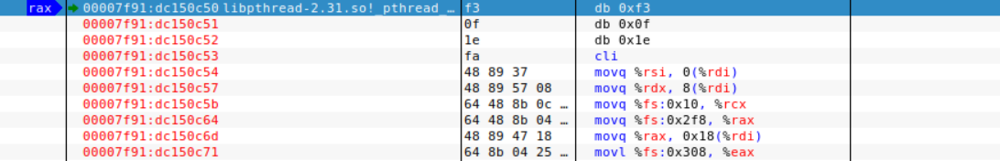 rax 00007f91:dc150c50 libpthread-2.31.so!_pthread_… f3 db 0xf3
00007f91:dc150c51 0f db 0x0f
00007f91:dc150c52 1e db 0x1e
00007f91:dc150c53 fa cli
00007f91:dc150c54 48 89 37 movq %rsi, 0(%rdi)
00007f91:dc150c57 48 89 57 08 movq %rdx, 8(%rdi)
00007f91:dc150c5b 64 48 8b 0c … movq %fs:0x10, %rcx
00007f91:dc150c64 64 48 8b 04 … movq %fs:0x2f8, %rax
00007f91:dc150c6d 48 89 47 18 movq %rax, 0x18(%rdi)
00007f91:dc150c71 64 8b 04 25 … movl %fs:0x308, %eax